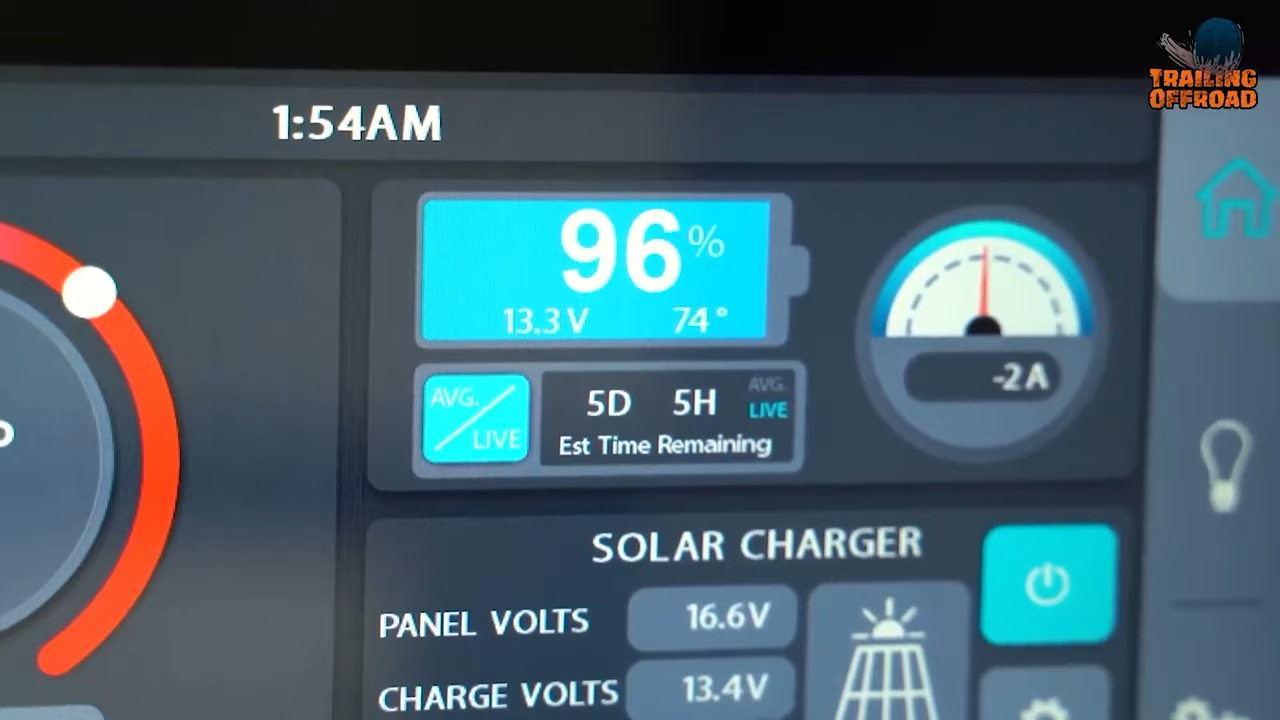 TRAILING
OFFROAD
1:54AM
96%
13.3 V 74°
-2 A
AVG.
LIVE
5D 5H
AVG.
LIVE
Est Time Remaining
SOLAR CHARGER
PANEL VOLTS 16.6V
CHARGE VOLTS 13.4V